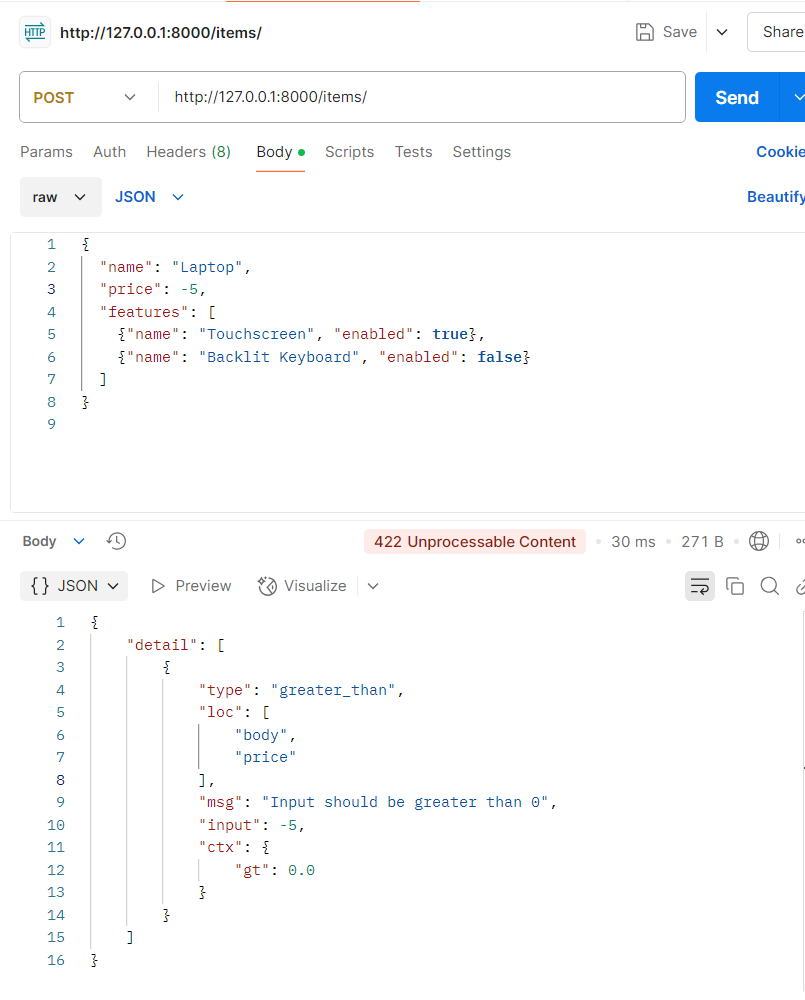 HTTP http://127.0.0.1:8000/items/ Save Share
POST http://127.0.0.1:8000/items/ Send
Params Auth Headers (8) Body Scripts Tests Settings Cookie
raw JSON Beautify
1 {
2 "name": "Laptop",
3 "price": -5,
4 "features": [
5 {"name": "Touchscreen", "enabled": true},
6 {"name": "Backlit Keyboard", "enabled": false}
7 ]
8 }
9
Body 422 Unprocessable Content 30 ms 271 B
{} JSON Preview Visualize
1 {
2 "detail": [
3 {
4 "type": "greater_than",
5 "loc": [
6 "body",
7 "price"
8 ],
9 "msg": "Input should be greater than 0",
10 "input": -5,
11 "ctx": {
12 "gt": 0.0
13 }
14 }
15 ]
16 }